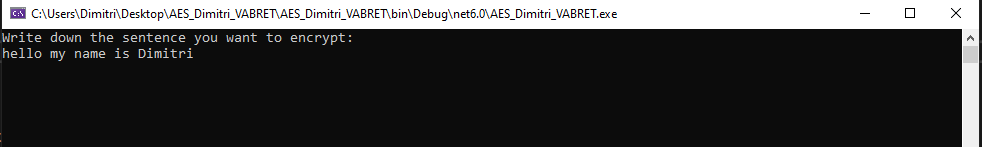 C:\Users\Dimitri\Desktop\AES_Dimitri_VABRET\AES_Dimitri_VABRET\bin\Debug\net6.0\AES_Dimitri_VABRET.exe
Write down the sentence you want to encrypt:
hello my name is Dimitri